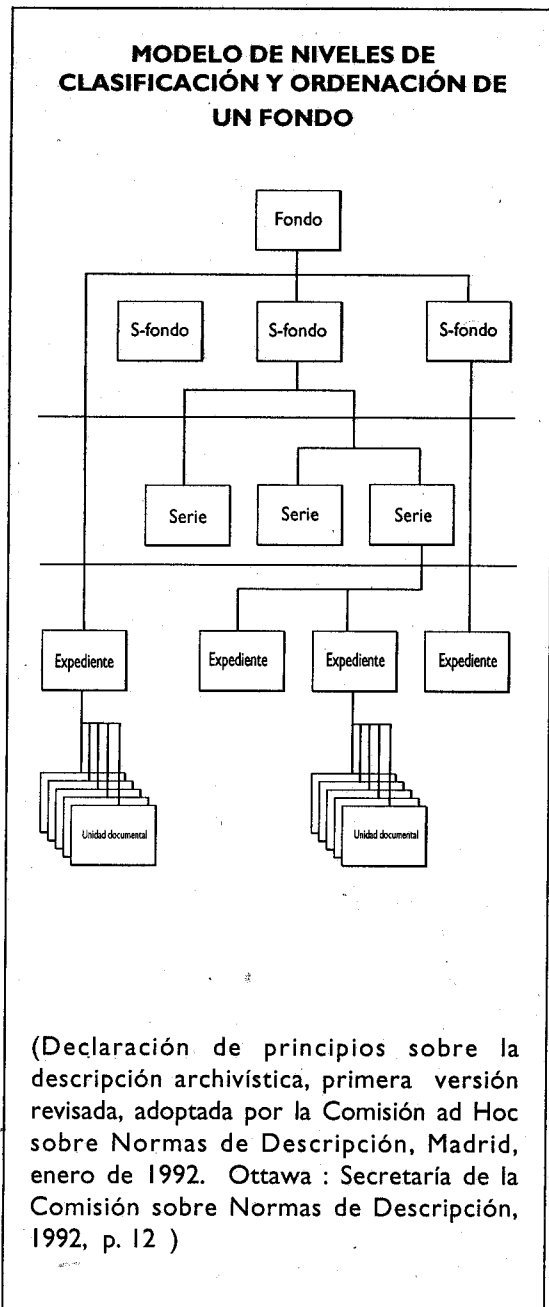 MODELO DE NIVELES DE
CLASIFICACIÓN Y ORDENACIÓN DE
UN FONDO
Fondo
S-fondo
S-fondo
S-fondo
Serie
Serie
Serie
Expediente
Expediente
Expediente
Expediente
Unidad documental
Unidad documental
(Declaración de principios sobre la
descripción archivística, primera versión
revisada, adoptada por la Comisión ad Hoc
sobre Normas de Descripción, Madrid,
enero de 1992. Ottawa : Secretaría de la
Comisión sobre Normas de Descripción,
1992, p. 12 )